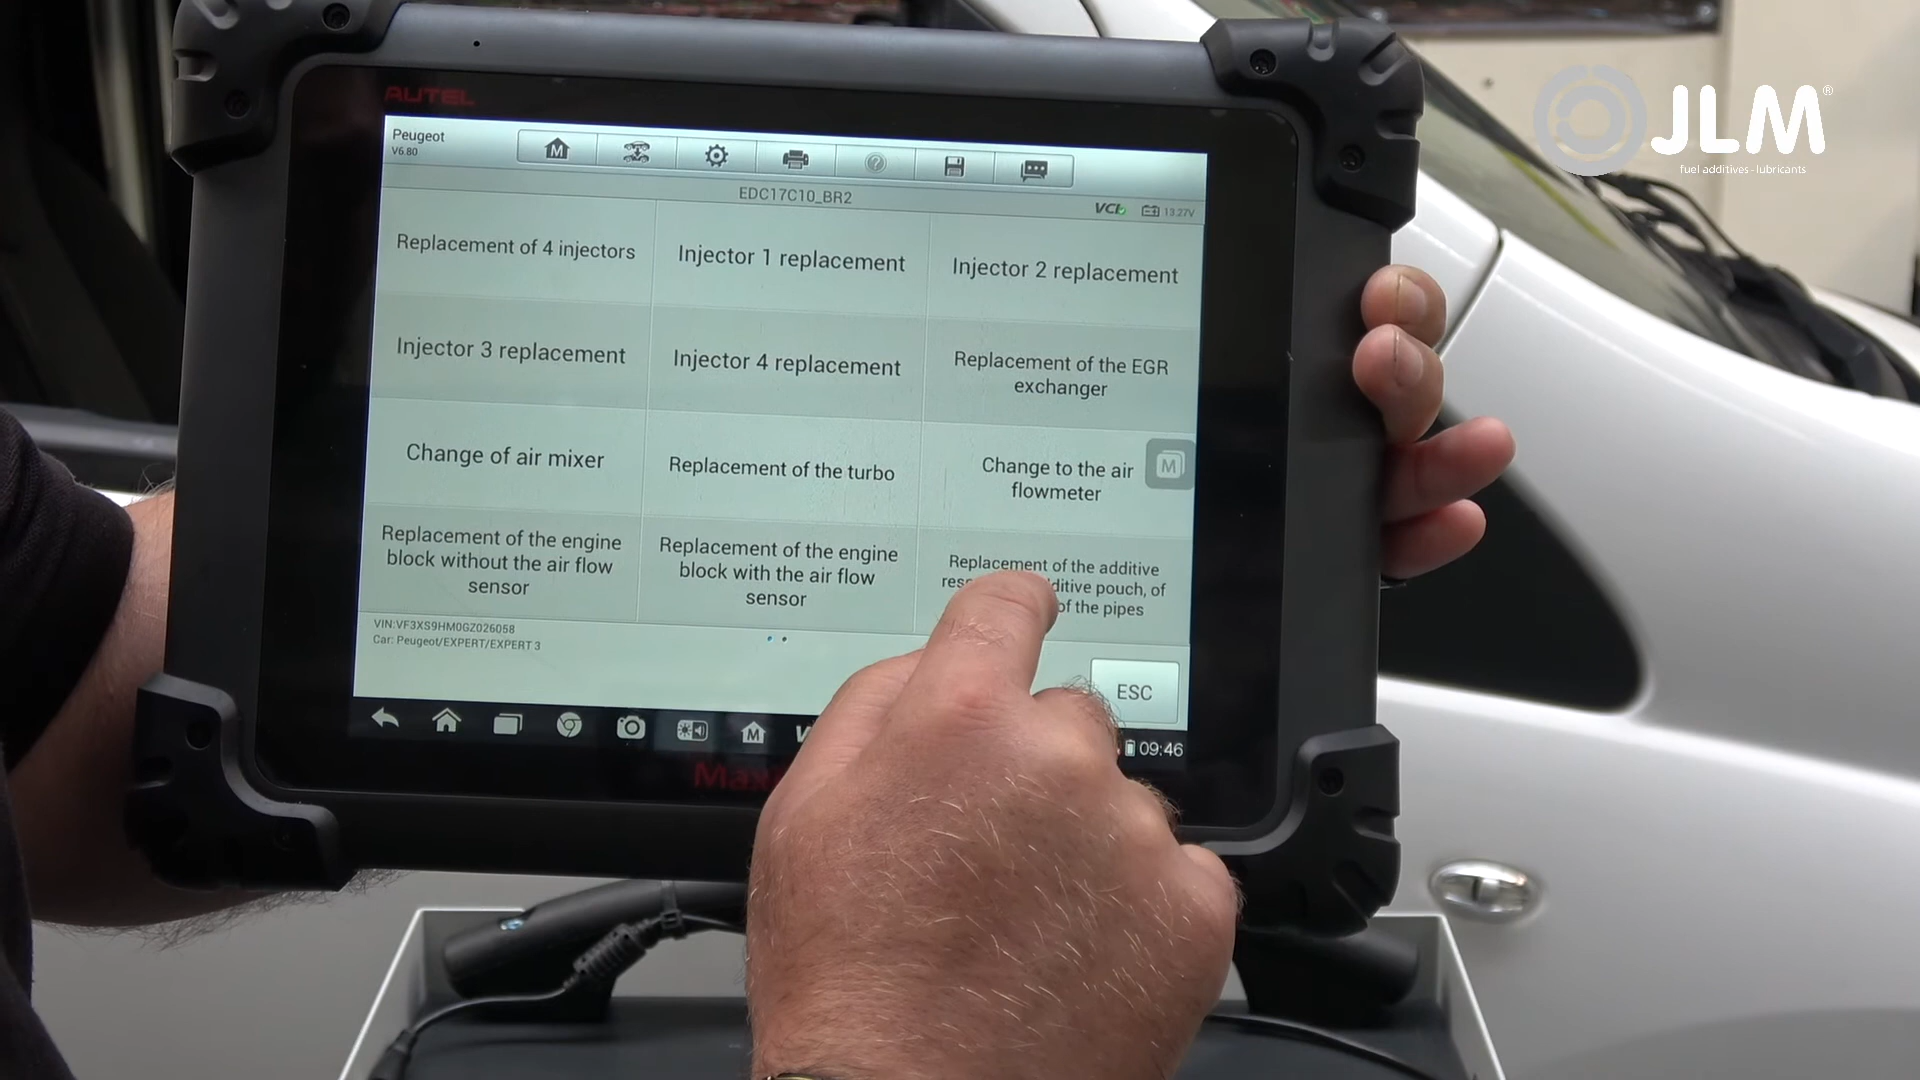 JLM®
fuel additives - lubricants
AUTEL
Peugeot
V6.80
M
?
EDC17C10_BR2
VCI
13.27V
Replacement of 4 injectors
Injector 1 replacement
Injector 2 replacement
Injector 3 replacement
Injector 4 replacement
Replacement of the EGR
exchanger
Change of air mixer
Replacement of the turbo
Change to the air
flowmeter
M
Replacement of the engine
block without the air flow
sensor
Replacement of the engine
block with the air flow
sensor
Replacement of the additive
pouch, of
of the pipes
VIN:VF3XS9HM0GZ026058
Car: Peugeot/EXPERT/EXPERT 3
ESC
M
09:46